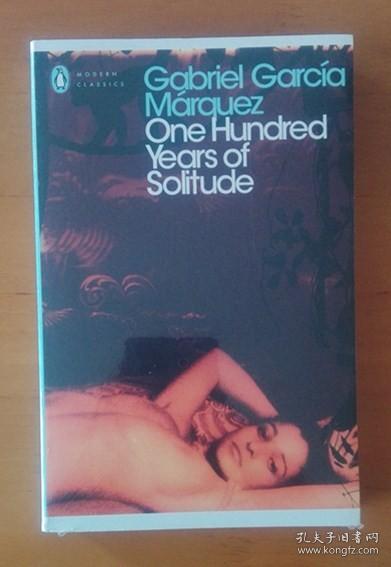 MODERN
CLASSICS
Gabriel García
Márquez
One Hundred
Years of
Solitude
孔夫子旧书网
www.kongfz.com